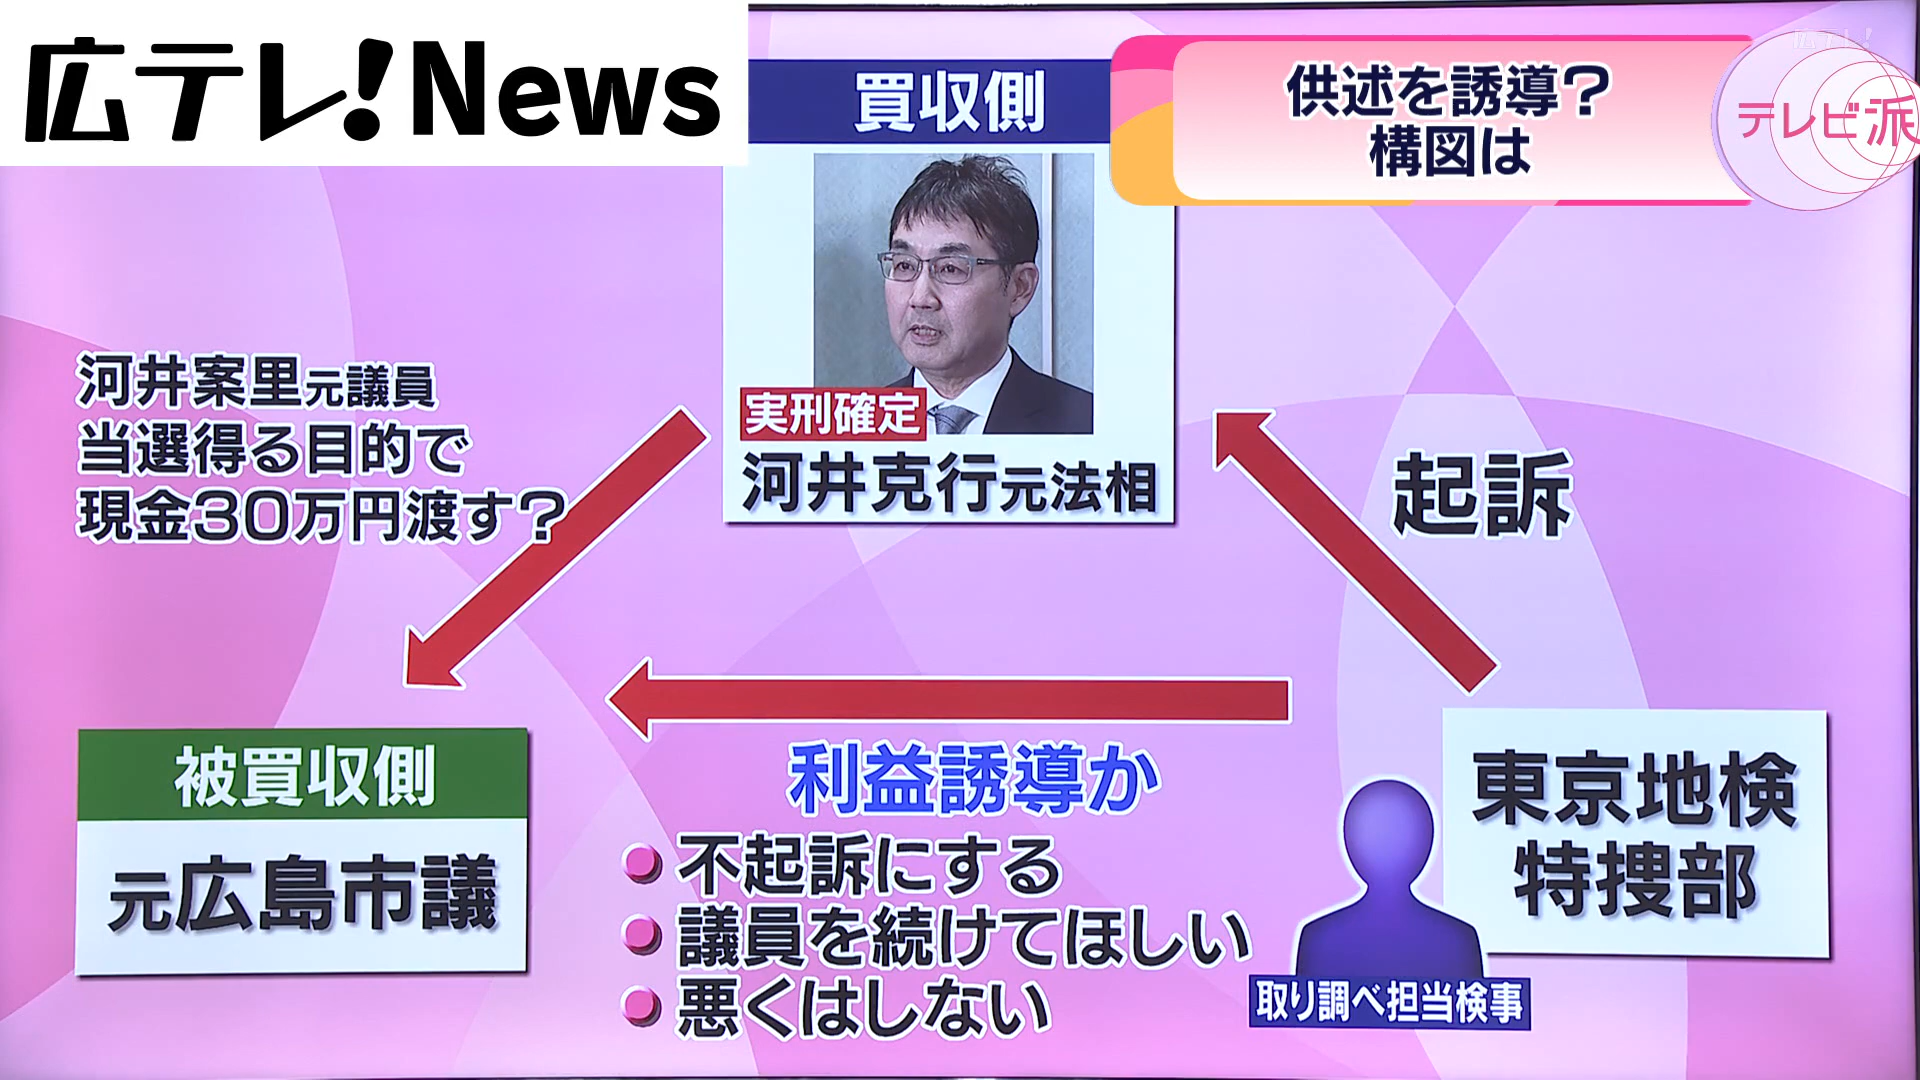 広テレ!News
広テレ!
買収側
供述を誘導?
構図は
テレビ派
実刑確定
河井克行元法相
河井案里元議員
当選得る目的で
現金30万円渡す?
起訴
被買収側
元広島市議
利益誘導か
不起訴にする
議員を続けてほしい
悪くはしない
東京地検
特捜部
取り調べ担当検事